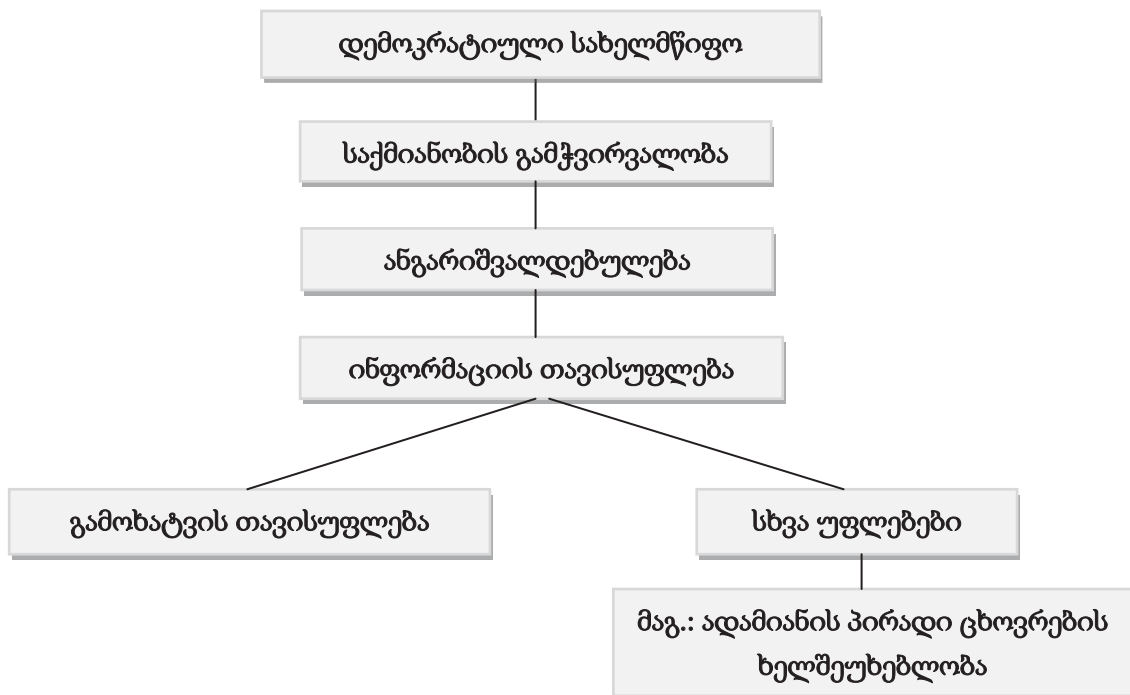 დემოკრატიული სახელმწიფო
საქმიანობის გამჭვირვალობა
ანგარიშვალდებულება
ინფორმაციის თავისუფლება
გამოხატვის თავისუფლება
სხვა უფლებები
მაგ.: ადამიანის პირადი ცხოვრების
ხელშეუხებლობა